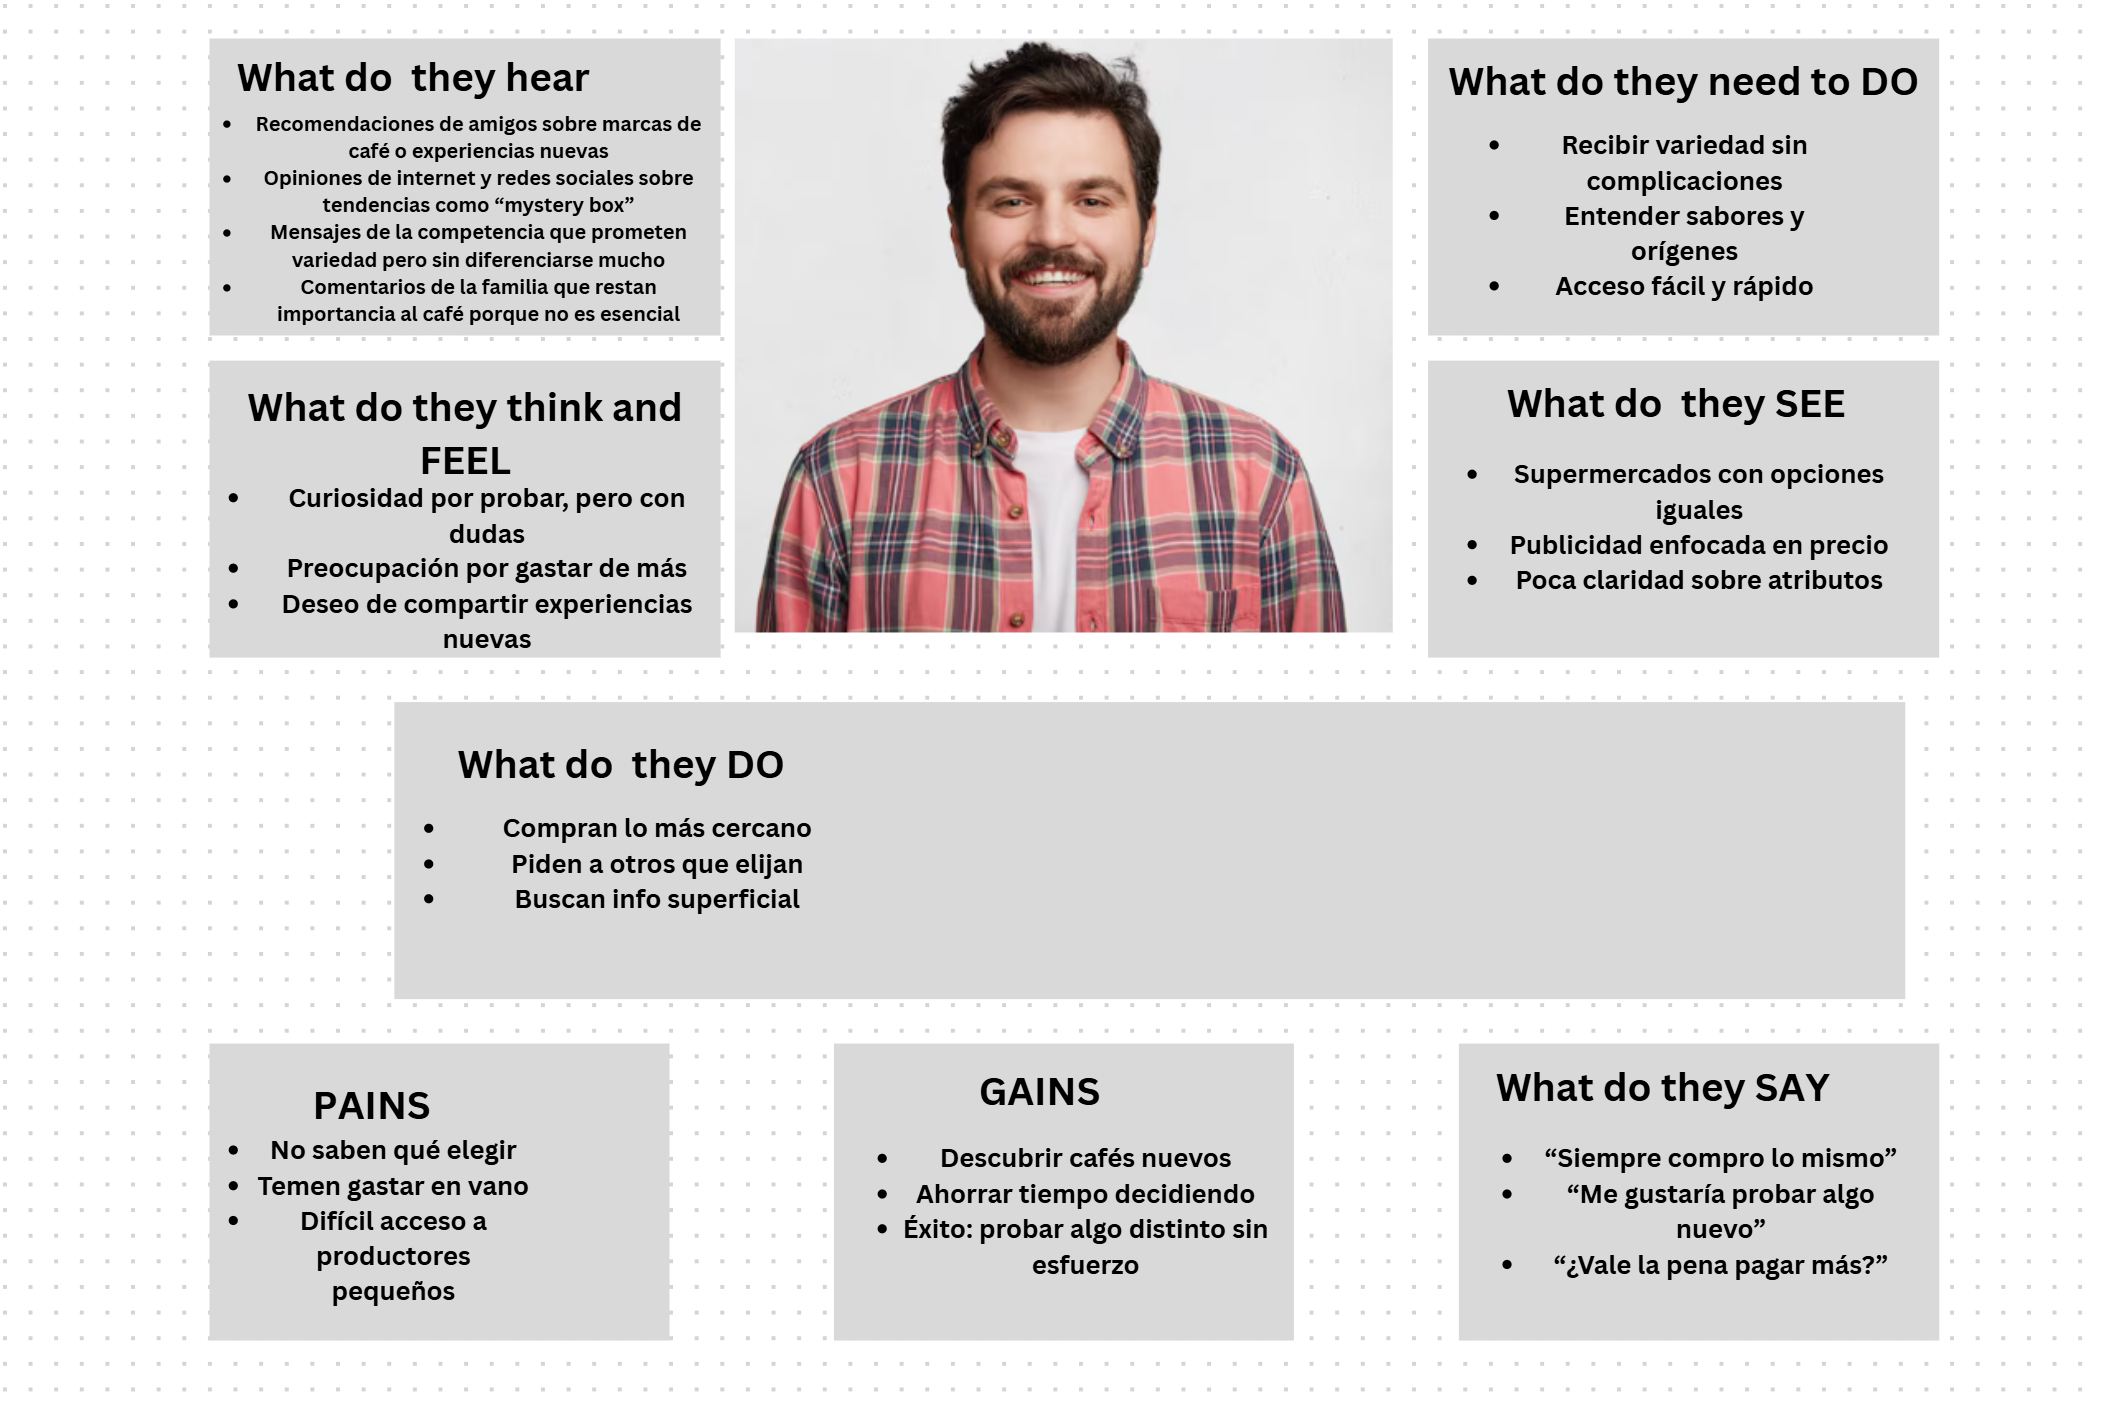 What do  they hear
Recomendaciones de amigos sobre marcas de
café o experiencias nuevas
Opiniones de internet y redes sociales sobre
tendencias como “mystery box”
Mensajes de la competencia que prometen
variedad pero sin diferenciarse mucho
Comentarios de la familia que restan
importancia al café porque no es esencial
What do they need to DO
Recibir variedad sin
complicaciones
Entender sabores y
orígenes
Acceso fácil y rápido
What do they think and
FEEL
Curiosidad por probar, pero con
dudas
Preocupación por gastar de más
Deseo de compartir experiencias
nuevas
What do  they SEE
Supermercados con opciones
iguales
Publicidad enfocada en precio
Poca claridad sobre atributos
What do  they DO
Compran lo más cercano
Piden a otros que elijan
Buscan info superficial
PAINS
No saben qué elegir
Temen gastar en vano
Difícil acceso a
productores
pequeños
GAINS
Descubrir cafés nuevos
Ahorrar tiempo decidiendo
Éxito: probar algo distinto sin
esfuerzo
What do they SAY
“Siempre compro lo mismo”
“Me gustaría probar algo
nuevo”
“¿Vale la pena pagar más?”